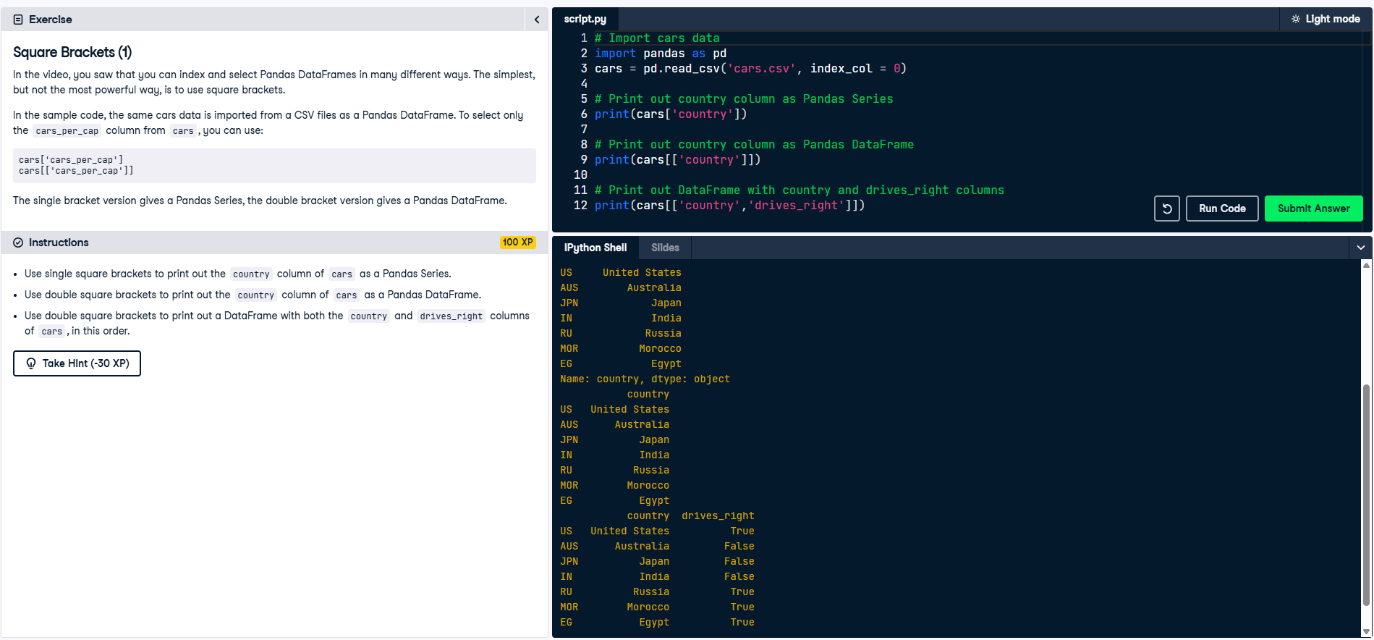 Exercise
Square Brackets (1)
In the video, you saw that you can index and select Pandas DataFrames in many different ways. The simplest,
but not the most powerful way, is to use square brackets.
In the sample code, the same cars data is imported from a CSV files as a Pandas DataFrame. To select only
the cars_per_cap column from cars , you can use:
cars['cars_per_cap']
cars[['cars_per_cap']]
The single bracket version gives a Pandas Series, the double bracket version gives a Pandas DataFrame.
Instructions 100 XP
Use single square brackets to print out the country column of cars as a Pandas Series.
Use double square brackets to print out the country column of cars as a Pandas DataFrame.
Use double square brackets to print out a DataFrame with both the country and drives_right columns
of cars , in this order.
Take Hint (-30 XP)
script.py Light mode
1 # Import cars data
2 import pandas as pd
3 cars = pd.read_csv('cars.csv', index_col = 0)
4
5 # Print out country column as Pandas Series
6 print(cars['country'])
7
8 # Print out country column as Pandas DataFrame
9 print(cars[['country']])
10
11 # Print out DataFrame with country and drives_right columns
12 print(cars[['country','drives_right']])
Run Code Submit Answer
IPython Shell Slides
US United States
AUS Australia
JPN Japan
IN India
RU Russia
MOR Morocco
EG Egypt
Name: country, dtype: object
country
US United States
AUS Australia
JPN Japan
IN India
RU Russia
MOR Morocco
EG Egypt
country drives_right
US United States True
AUS Australia False
JPN Japan False
IN India False
RU Russia True
MOR Morocco True
EG Egypt True